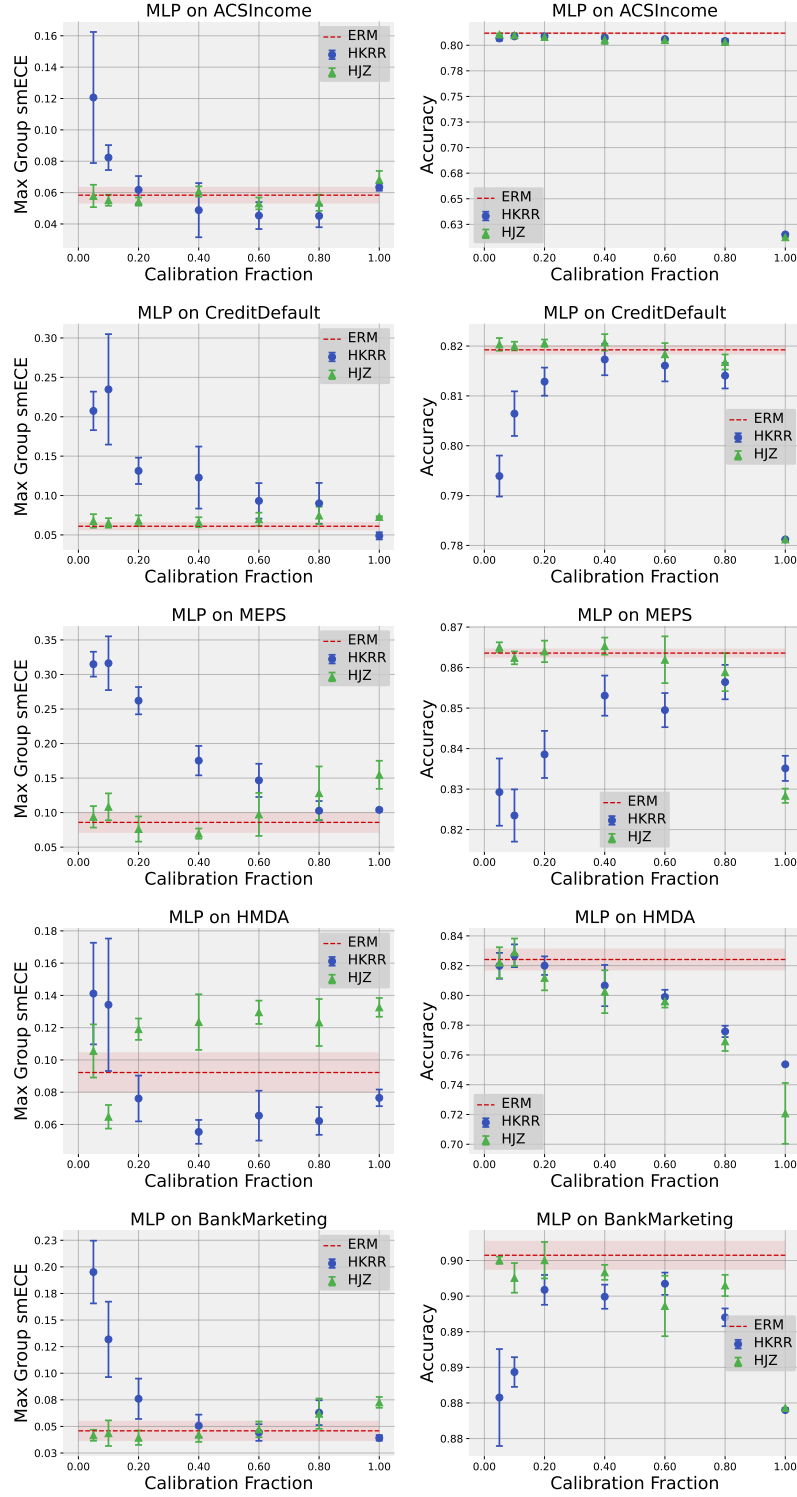 MLP on ACSIncome
Max Group smECE
0.16
0.14
0.12
0.10
0.08
0.06
0.04
ERM
HKRR
HJZ
0.00 0.20 0.40 0.60 0.80 1.00
Calibration Fraction
MLP on ACSIncome
Accuracy
0.80
0.78
0.75
0.73
0.70
0.68
0.65
0.63
ERM
HKRR
HJZ
0.00 0.20 0.40 0.60 0.80 1.00
Calibration Fraction
MLP on CreditDefault
Max Group smECE
0.30
0.25
0.20
0.15
0.10
0.05
ERM
HKRR
HJZ
0.00 0.20 0.40 0.60 0.80 1.00
Calibration Fraction
MLP on CreditDefault
Accuracy
0.82
0.81
0.80
0.79
0.78
ERM
HKRR
HJZ
0.00 0.20 0.40 0.60 0.80 1.00
Calibration Fraction
MLP on MEPS
Max Group smECE
0.35
0.30
0.25
0.20
0.15
0.10
0.05
ERM
HKRR
HJZ
0.00 0.20 0.40 0.60 0.80 1.00
Calibration Fraction
MLP on MEPS
Accuracy
0.87
0.86
0.85
0.84
0.83
0.82
ERM
HKRR
HJZ
0.00 0.20 0.40 0.60 0.80 1.00
Calibration Fraction
MLP on HMDA
Max Group smECE
0.18
0.16
0.14
0.12
0.10
0.08
0.06
ERM
HKRR
HJZ
0.00 0.20 0.40 0.60 0.80 1.00
Calibration Fraction
MLP on HMDA
Accuracy
0.84
0.82
0.80
0.78
0.76
0.74
0.72
0.70
ERM
HKRR
HJZ
0.00 0.20 0.40 0.60 0.80 1.00
Calibration Fraction
MLP on BankMarketing
Max Group smECE
0.23
0.20
0.18
0.15
0.12
0.10
0.08
0.05
0.03
ERM
HKRR
HJZ
0.00 0.20 0.40 0.60 0.80 1.00
Calibration Fraction
MLP on BankMarketing
Accuracy
0.90
0.90
0.89
0.89
0.88
0.88
ERM
HKRR
HJZ
0.00 0.20 0.40 0.60 0.80 1.00
Calibration Fraction